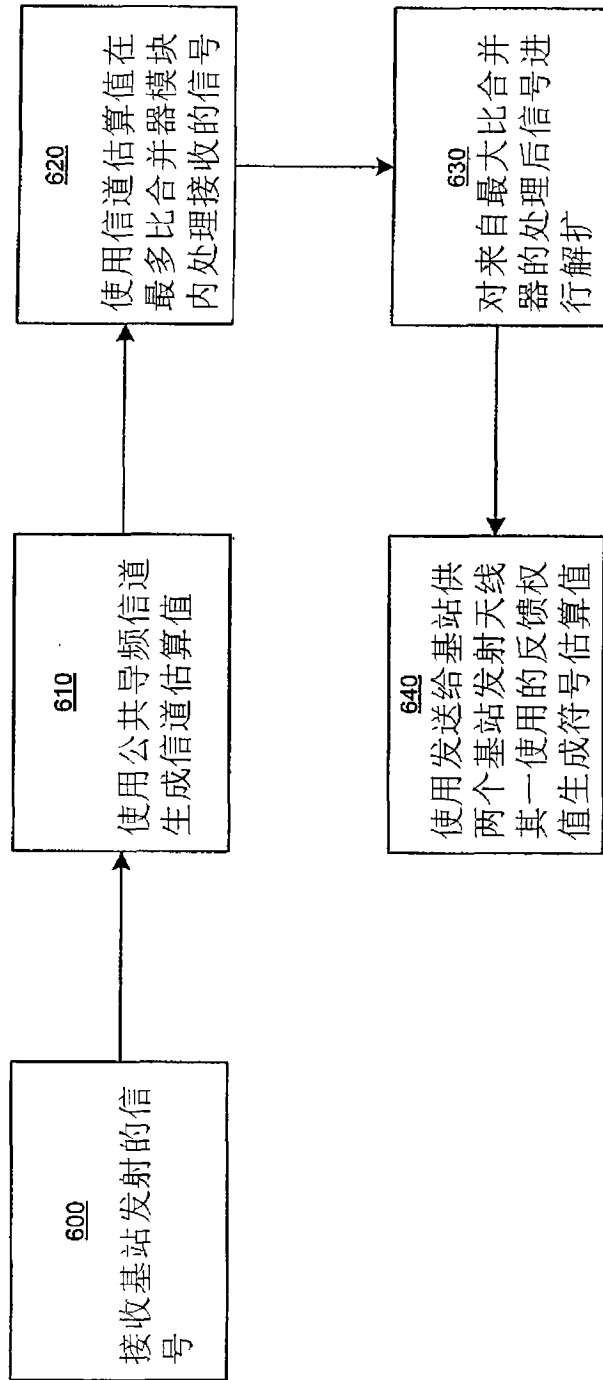 600
接收基站发射的信
号
610
使用公共导频信道
生成信道估算值
620
使用信道估算值在
最多比合并器模块
内处理接收的信号
630
对来自最大比合并
器的处理后信号进
行解扩
640
使用发送给基站供
两个基站发射天线
其一使用的反馈权
值生成符号估算值